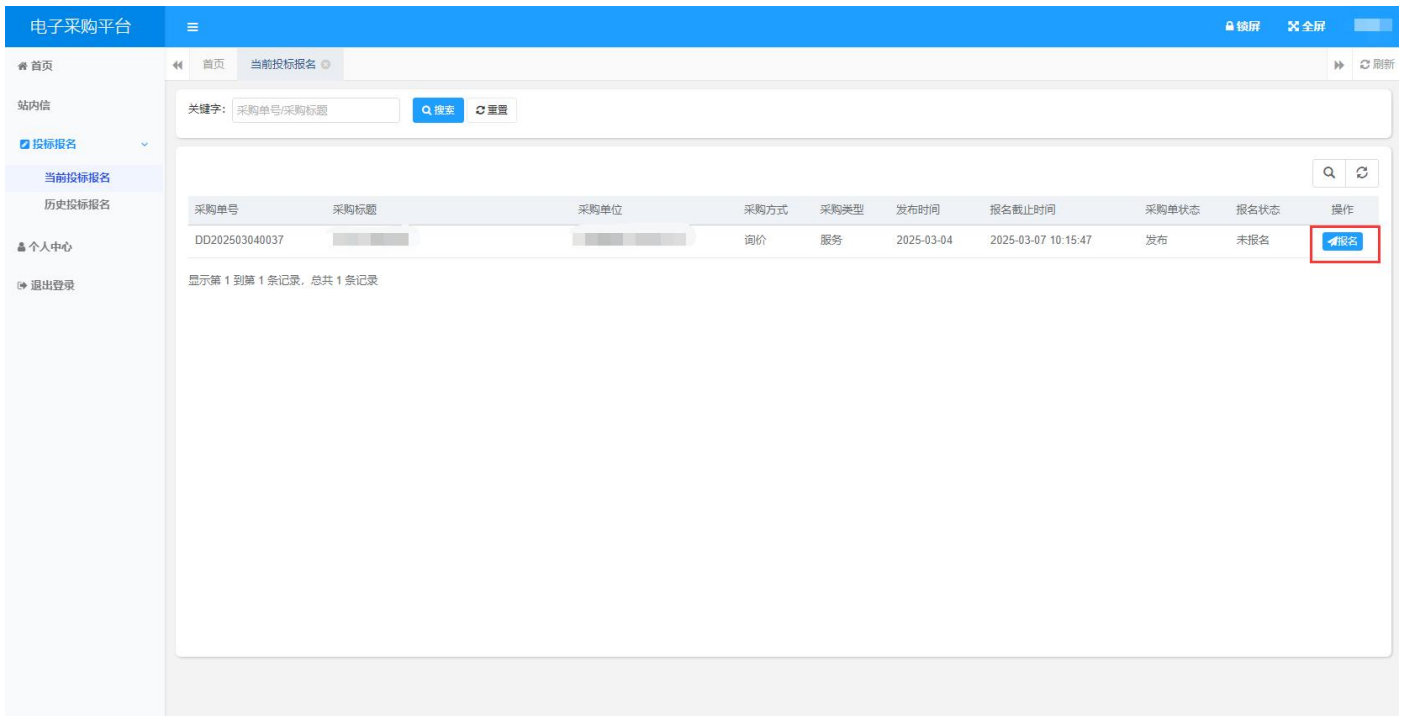 电子采购平台
锁屏 全屏
首页
站内信
投标报名
当前投标报名
历史投标报名
个人中心
退出登录
首页 当前投标报名 刷新
关键字： 采购单号/采购标题 搜索 重置
采购单号 采购标题 采购单位 采购方式 采购类型 发布时间 报名截止时间 采购单状态 报名状态 操作
DD202503040037 询价 服务 2025-03-04 2025-03-07 10:15:47 发布 未报名 报名
显示第 1 到第 1 条记录，总共 1 条记录